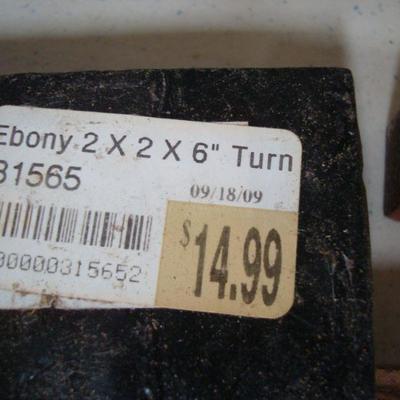 Ebony 2 X 2 X 6" Turn
31565
09/18/09
$14.99
00000315652